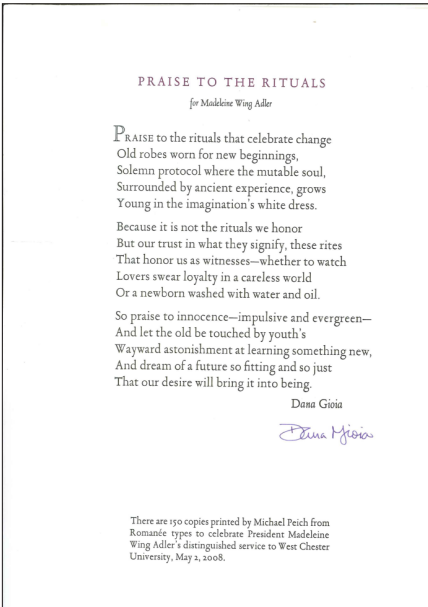 PRAISE TO THE RITUALS
for Madeleine Wing Adler
PRAISE to the rituals that celebrate change
Old robes worn for new beginnings,
Solemn protocol where the mutable soul,
Surrounded by ancient experience, grows
Young in the imagination's white dress.
Because it is not the rituals we honor
But our trust in what they signify, these rites
That honor us as witnesses—whether to watch
Lovers swear loyalty in a careless world
Or a newborn washed with water and oil.
So praise to innocence—impulsive and evergreen—
And let the old be touched by youth's
Wayward astonishment at learning something new,
And dream of a future so fitting and so just
That our desire will bring it into being.
Dana Gioia
Dana Gioia
There are 150 copies printed by Michael Peich from
Romanée types to celebrate President Madeleine
Wing Adler's distinguished service to West Chester
University, May 2, 2008.